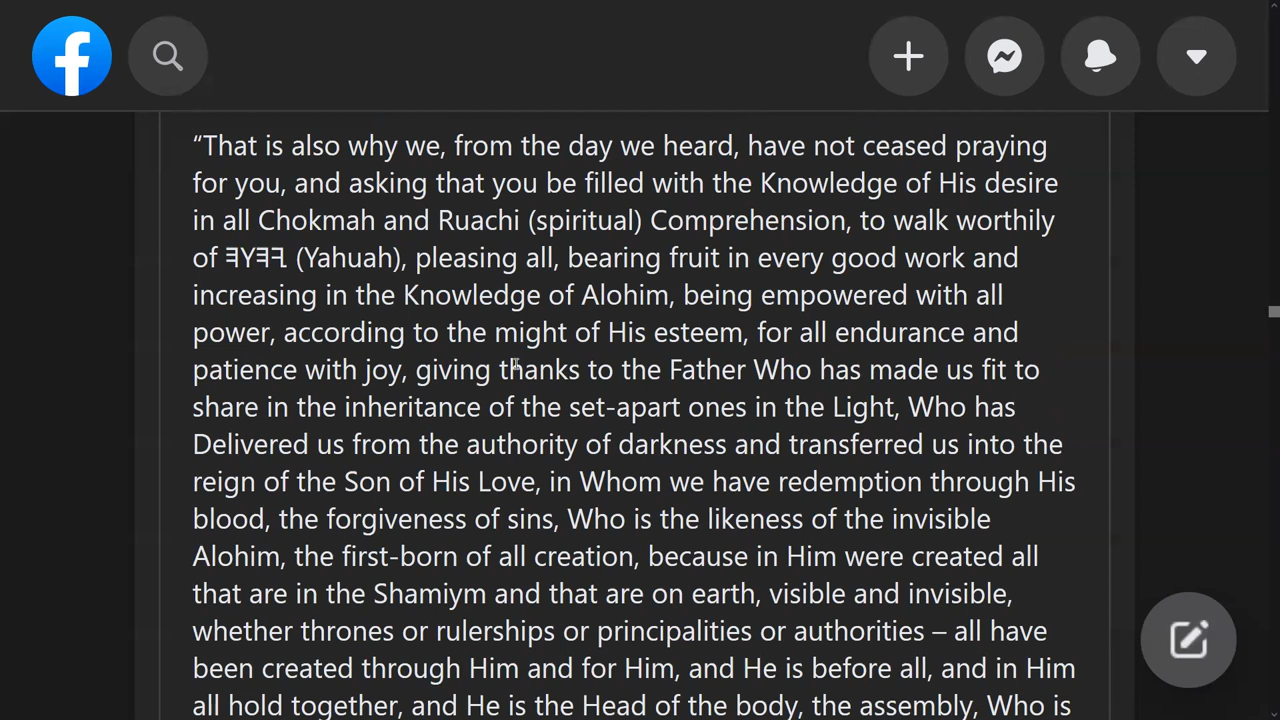 “That is also why we, from the day we heard, have not ceased praying
for you, and asking that you be filled with the Knowledge of His desire
in all Chokmah and Ruachi (spiritual) Comprehension, to walk worthily
of 𐤄𐤅𐤄𐤉 (Yahuah), pleasing all, bearing fruit in every good work and
increasing in the Knowledge of Alohim, being empowered with all
power, according to the might of His esteem, for all endurance and
patience with joy, giving thanks to the Father Who has made us fit to
share in the inheritance of the set-apart ones in the Light, Who has
Delivered us from the authority of darkness and transferred us into the
reign of the Son of His Love, in Whom we have redemption through His
blood, the forgiveness of sins, Who is the likeness of the invisible
Alohim, the first-born of all creation, because in Him were created all
that are in the Shamiym and that are on earth, visible and invisible,
whether thrones or rulerships or principalities or authorities – all have
been created through Him and for Him, and He is before all, and in Him
all hold together, and He is the Head of the body, the assembly, Who is